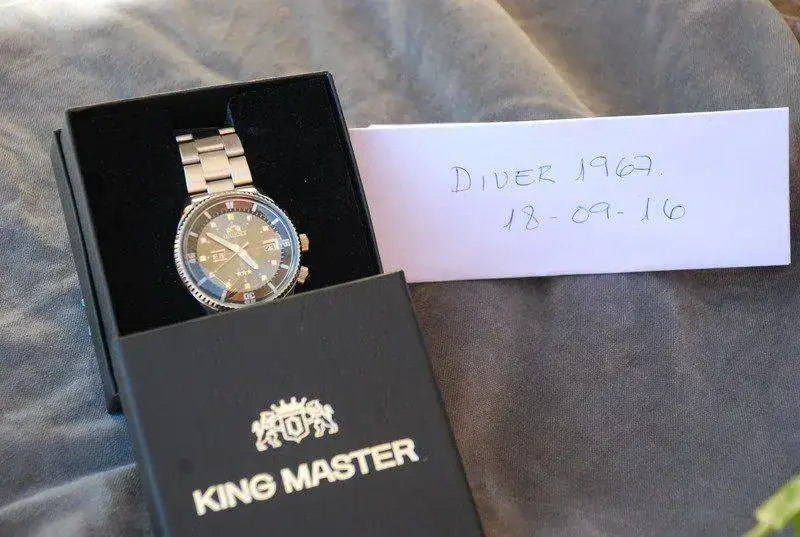 DIVER 1967.
18-09-16
KING MASTER